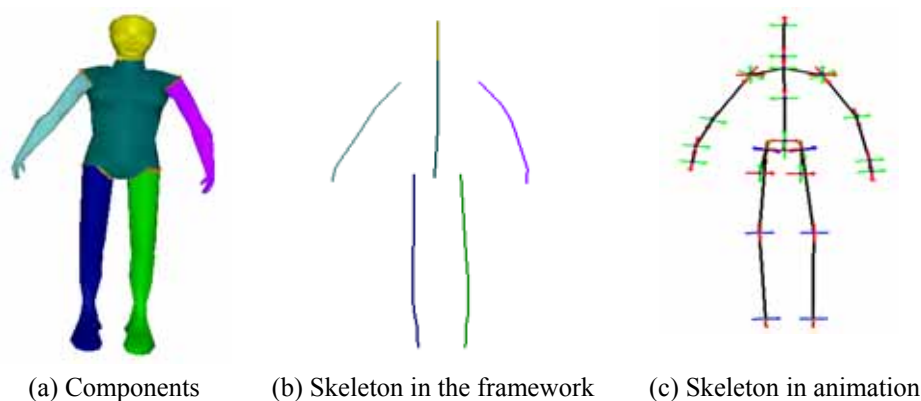 (a) Components (b) Skeleton in the framework (c) Skeleton in animation